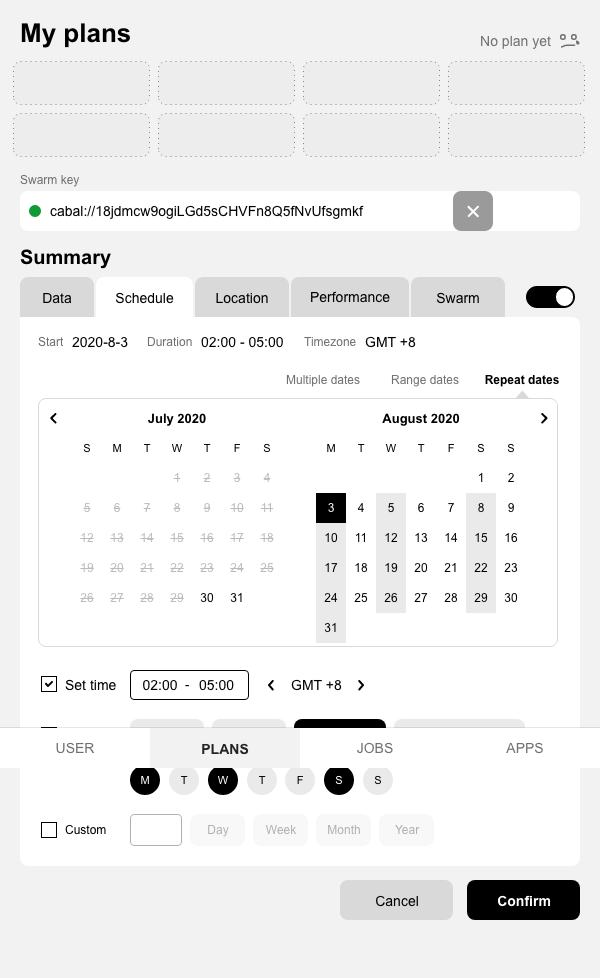 My plans
No plan yet
Swarm key
cabal://18jdmcw9ogiLGd5sCHVFn8Q5fNvUfsgmkf
Summary
Data Schedule Location Performance Swarm
Start 2020-8-3 Duration 02:00 - 05:00 Timezone GMT +8
Multiple dates Range dates Repeat dates
July 2020 August 2020
S M T W T F S M T W T F S S
1 2 3 4 1 2
5 6 7 8 9 10 11 3 4 5 6 7 8 9
12 13 14 15 16 17 18 10 11 12 13 14 15 16
19 20 21 22 23 24 25 17 18 19 20 21 22 23
26 27 28 29 30 31 24 25 26 27 28 29 30
31
Set time 02:00 - 05:00 GMT +8
USER PLANS JOBS APPS
M T W T F S S
Custom Day Week Month Year
Cancel Confirm